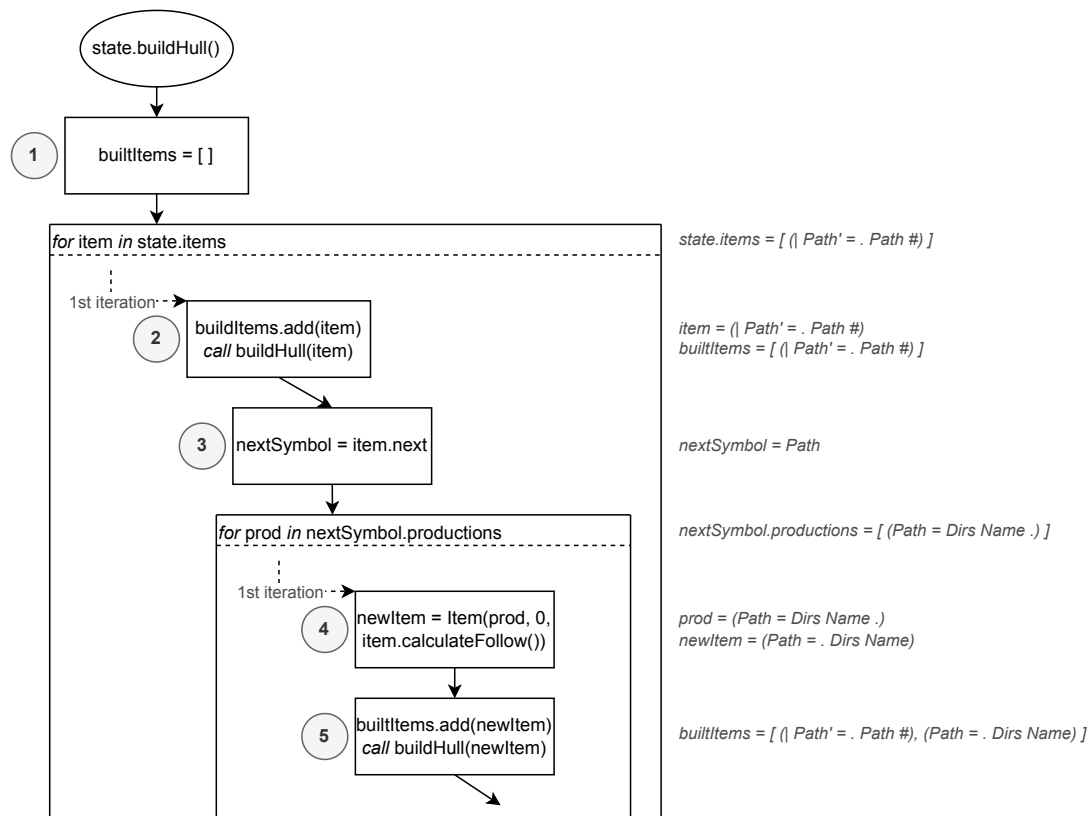 state.buildHull()
1
builtItems = [ ]
for item in state.items
state.items = [ (| Path' = . Path #) ]
1st iteration
2
buildItems.add(item)
call buildHull(item)
item = (| Path' = . Path #)
builtItems = [ (| Path' = . Path #) ]
3
nextSymbol = item.next
nextSymbol = Path
for prod in nextSymbol.productions
nextSymbol.productions = [ (Path = Dirs Name .) ]
1st iteration
4
newItem = Item(prod, 0,
item.calculateFollow())
prod = (Path = Dirs Name .)
newItem = (Path = . Dirs Name)
5
builtItems.add(newItem)
call buildHull(newItem)
builtItems = [ (| Path' = . Path #), (Path = . Dirs Name) ]